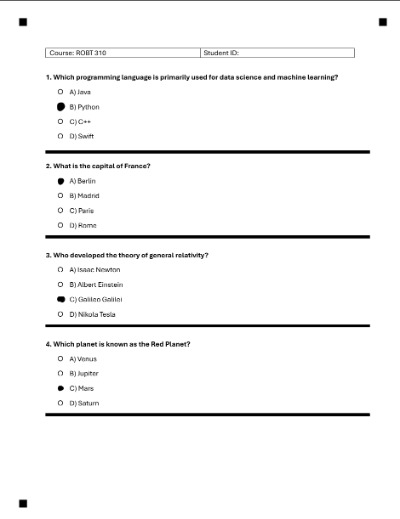 Course: ROBT 310 Student ID:
1. Which programming language is primarily used for data science and machine learning?
A) Java
B) Python
C) C++
D) Swift
2. What is the capital of France?
A) Berlin
B) Madrid
C) Paris
D) Rome
3. Who developed the theory of general relativity?
A) Isaac Newton
B) Albert Einstein
C) Galileo Galilei
D) Nikola Tesla
4. Which planet is known as the Red Planet?
A) Venus
B) Jupiter
C) Mars
D) Saturn